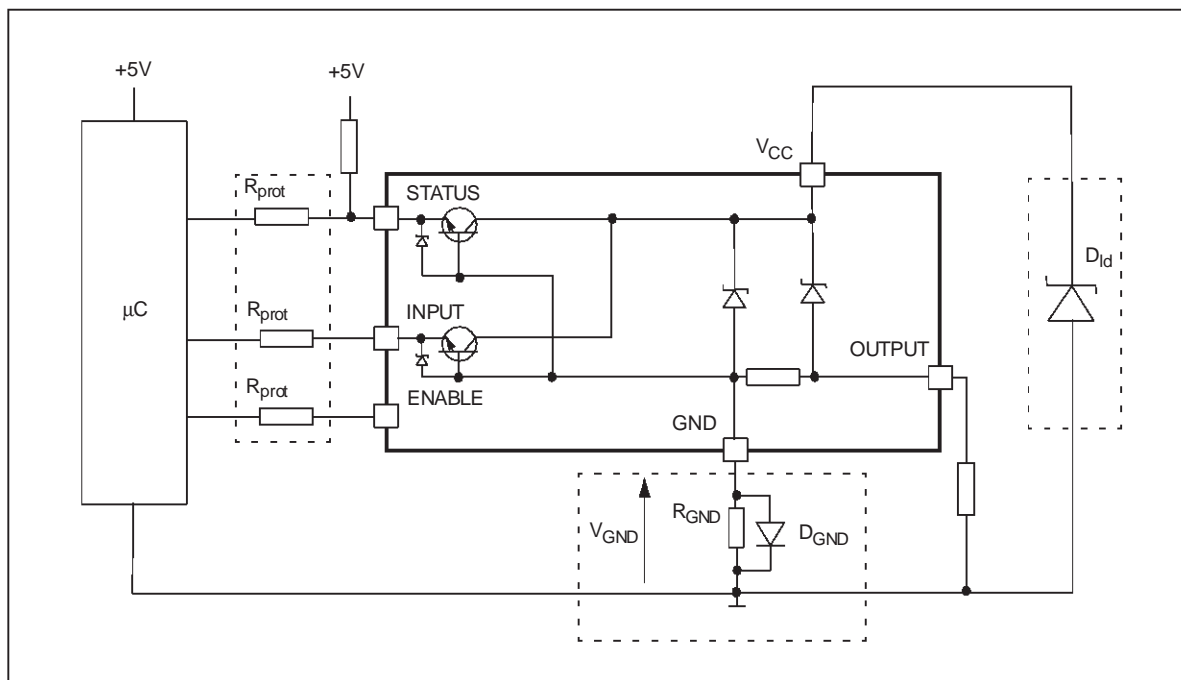 +5V
+5V
V_CC
R_prot
STATUS
D_ld
µC
R_prot
INPUT
OUTPUT
R_prot
ENABLE
GND
R_GND
V_GND
D_GND